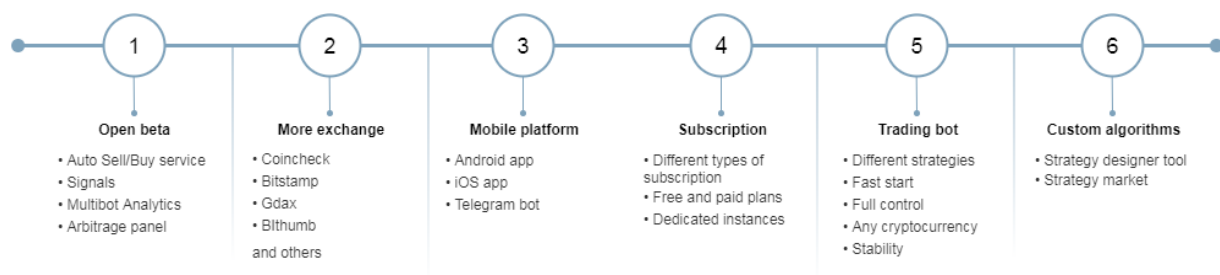 1
Open beta
• Auto Sell/Buy service
• Signals
• Multibot Analytics
• Arbitrage panel
2
More exchange
• Coincheck
• Bitstamp
• Gdax
• BIthumb
and others
3
Mobile platform
• Android app
• iOS app
• Telegram bot
4
Subscription
• Different types of
subscription
• Free and paid plans
• Dedicated instances
5
Trading bot
• Different strategies
• Fast start
• Full control
• Any cryptocurrency
• Stability
6
Custom algorithms
• Strategy designer tool
• Strategy market